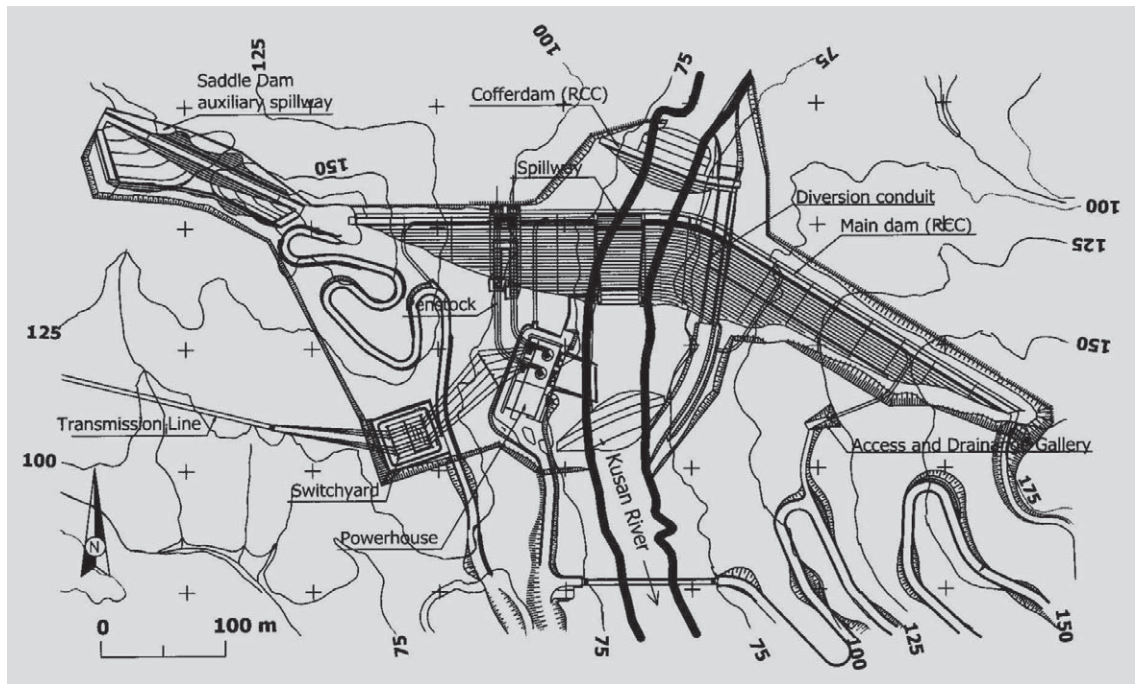 125
100
75
75
Saddle Dam
auxiliary spillway
Cofferdam (RCC)
150
Spillway
Diversion conduit
100
Main dam (RCC)
125
Penstock
125
150
Transmission Line
Access and Drainage Gallery
100
Switchyard
175
Kusan River
Powerhouse
N
0 100 m
75
75
75
100
125
150